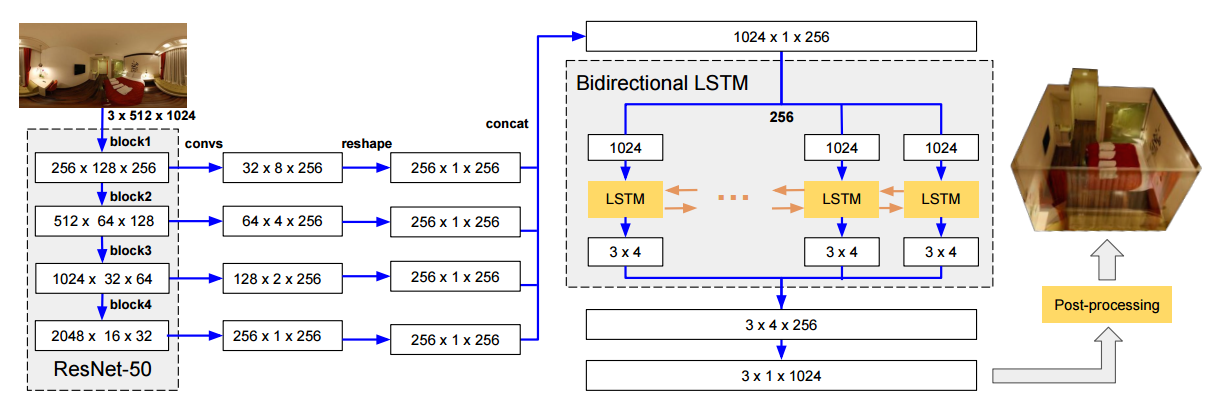 3 x 512 x 1024
block1
256 x 128 x 256
block2
512 x 64 x 128
block3
1024 x 32 x 64
block4
2048 x 16 x 32
ResNet-50
convs
32 x 8 x 256
64 x 4 x 256
128 x 2 x 256
256 x 1 x 256
reshape
256 x 1 x 256
256 x 1 x 256
256 x 1 x 256
256 x 1 x 256
concat
1024 x 1 x 256
Bidirectional LSTM
256
1024
1024
1024
LSTM
...
LSTM
LSTM
3 x 4
3 x 4
3 x 4
3 x 4 x 256
3 x 1 x 1024
Post-processing